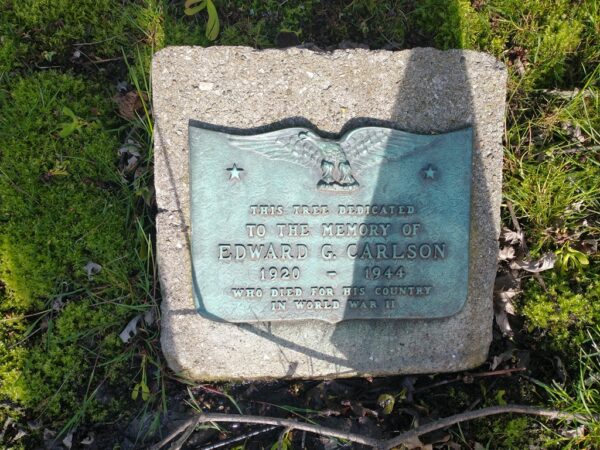 THIS TREE DEDICATED
TO THE MEMORY OF
EDWARD G. CARLSON
1920 - 1944
WHO DIED FOR HIS COUNTRY
IN WORLD WAR II